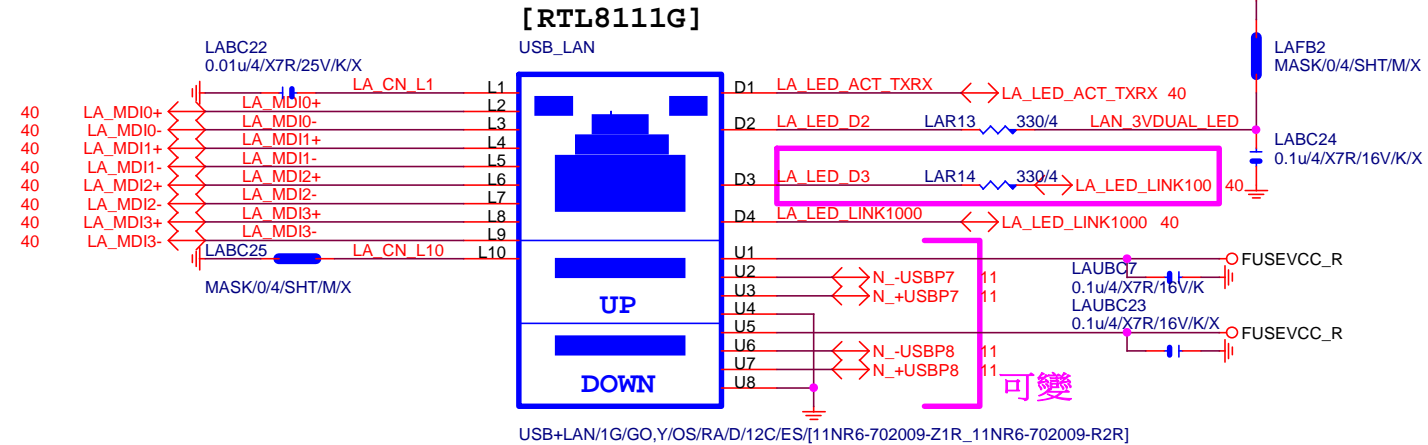 [RTL8111G]
USB_LAN
LABC22
0.01u/4/X7R/25V/K/X
LAFB2
MASK/0/4/SHT/M/X
LA_CN_L1 L1 D1 LA_LED_ACT_TXRX LA_LED_ACT_TXRX 40
40 LA_MDI0+ LA_MDI0+ L2
40 LA_MDI0- LA_MDI0- L3 D2 LA_LED_D2 LAR13 330/4 LAN_3VDUAL_LED
40 LA_MDI1+ LA_MDI1+ L4
LABC24
0.1u/4/X7R/16V/K/X
40 LA_MDI1- LA_MDI1- L5
40 LA_MDI2+ LA_MDI2+ L6 D3 LA_LED_D3 LAR14 330/4 LA_LED_LINK100 40
40 LA_MDI2- LA_MDI2- L7
40 LA_MDI3+ LA_MDI3+ L8 D4 LA_LED_LINK1000 LA_LED_LINK1000 40
40 LA_MDI3- LA_MDI3- L9
LABC25 LA_CN_L10 L10 U1 FUSEVCC_R
MASK/0/4/SHT/M/X
U2 N_-USBP7 11
LAUBC7
0.1u/4/X7R/16V/K
U3 N_+USBP7 11
UP U4
LAUBC23
0.1u/4/X7R/16V/K/X
U5 FUSEVCC_R
U6 N_-USBP8 11
U7 N_+USBP8 11
DOWN U8
可變
USB+LAN/1G/GO,Y/OS/RA/D/12C/ES/[11NR6-702009-Z1R_11NR6-702009-R2R]